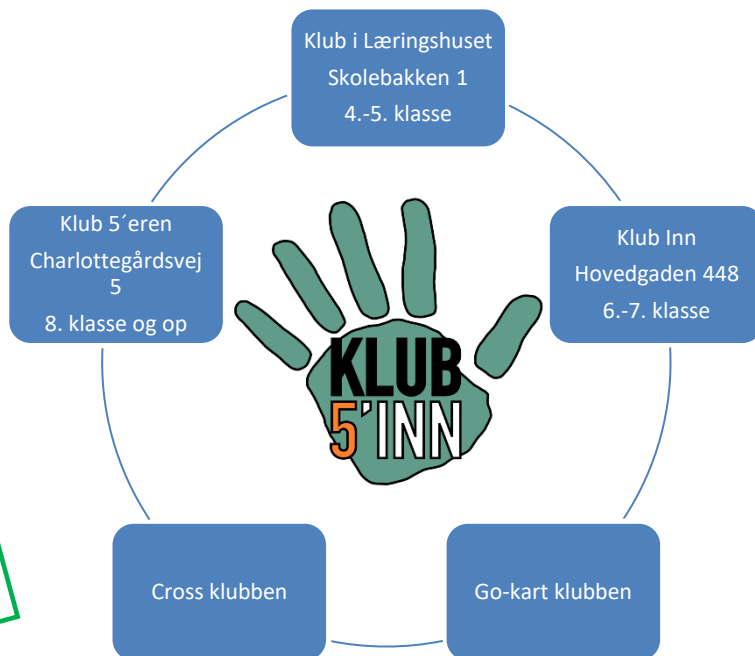 Klub i Læringshuset
Skolebakken 1
4.-5. klasse
Klub 5´eren
Charlottegårdsvej
5
8. klasse og op
Klub Inn
Hovedgaden 448
6.-7. klasse
KLUB
5'INN
Cross klubben
Go-kart klubben